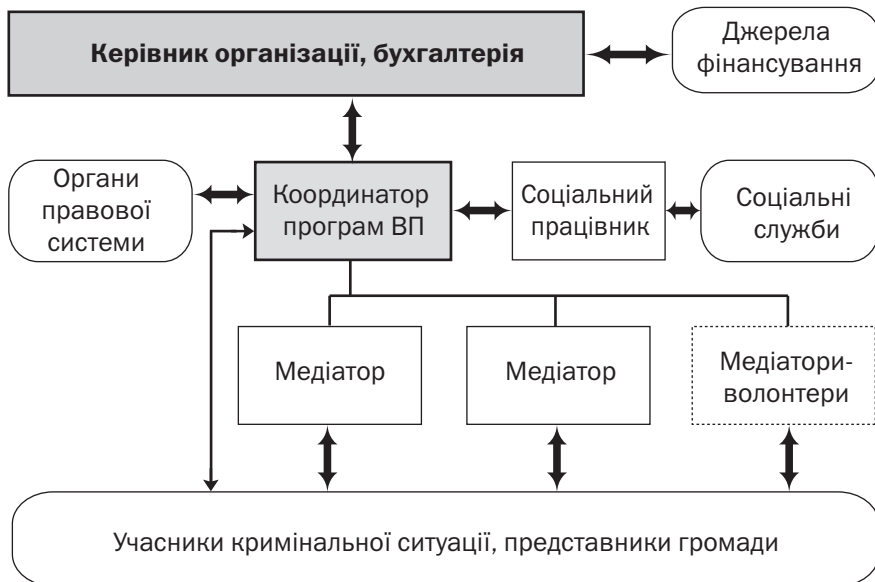 Керівник організації, бухгалтерія
Джерела
фінансування
Органи
правової
системи
Координатор
програм ВП
Соціальний
працівник
Соціальні
служби
Медіатор
Медіатор
Медіатори-
волонтери
Учасники кримінальної ситуації, представники громади